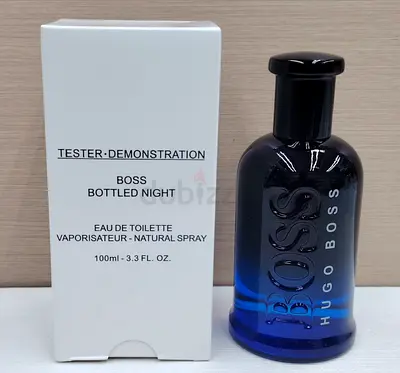 TESTER·DEMONSTRATION
BOSS
BOTTLED NIGHT
EAU DE TOILETTE
VAPORISATEUR - NATURAL SPRAY
100ml - 3.3 FL. OZ.
BOSS
HUGO BOSS
dubizzle